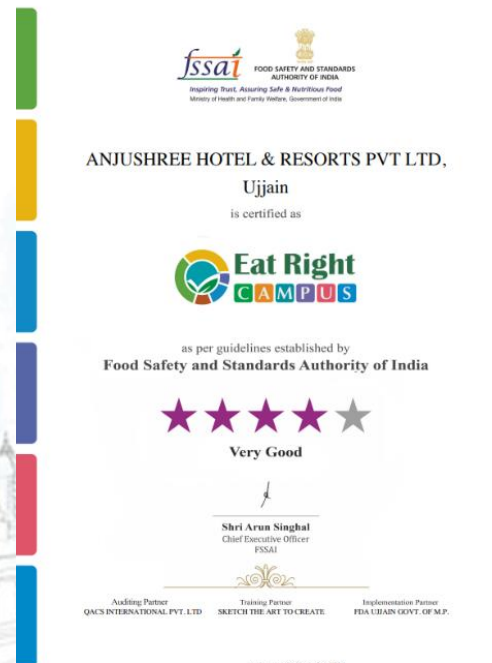 fssai
FOOD SAFETY AND STANDARDS
AUTHORITY OF INDIA
Inspiring Trust, Assuring Safe & Nutritious Food
Ministry of Health and Family Welfare, Government of India
ANJUSHREE HOTEL & RESORTS PVT LTD,
Ujjain
is certified as
Eat Right
CAMPUS
as per guidelines established by
Food Safety and Standards Authority of India
Very Good
Shri Arun Singhal
Chief Executive Officer
FSSAI
Auditing Partner Training Partner Implementation Partner
QACS INTERNATIONAL PVT. LTD SKETCH THE ART TO CREATE FDA UJJAIN GOVT. OF M.P.